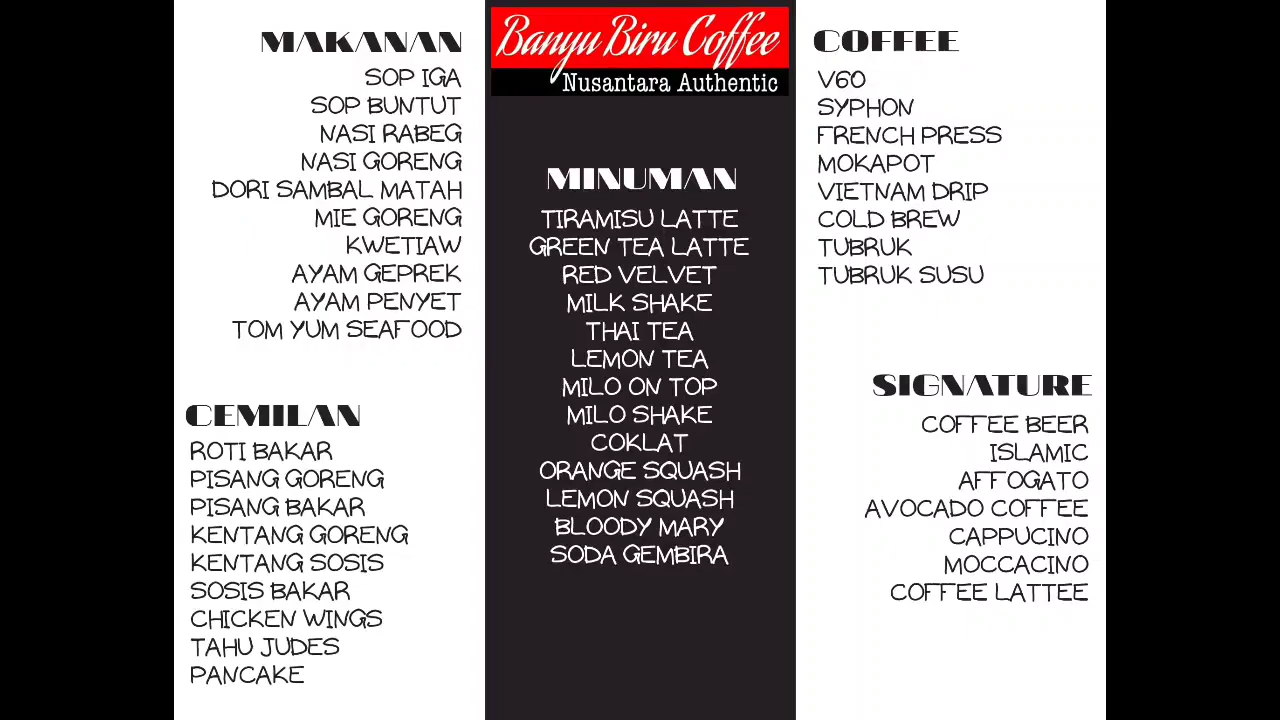 MAKANAN
SOP IGA
SOP BUNTUT
NASI RABEG
NASI GORENG
DORI SAMBAL MATAH
MIE GORENG
KWETIAW
AYAM GEPREK
AYAM PENYET
TOM YUM SEAFOOD
CEMILAN
ROTI BAKAR
PISANG GORENG
PISANG BAKAR
KENTANG GORENG
KENTANG SOSIS
SOSIS BAKAR
CHICKEN WINGS
TAHU JUDES
PANCAKE
Banyu Biru Coffee
Nusantara Authentic
MINUMAN
TIRAMISU LATTE
GREEN TEA LATTE
RED VELVET
MILK SHAKE
THAI TEA
LEMON TEA
MILO ON TOP
MILO SHAKE
COKLAT
ORANGE SQUASH
LEMON SQUASH
BLOODY MARY
SODA GEMBIRA
COFFEE
V60
SYPHON
FRENCH PRESS
MOKAPOT
VIETNAM DRIP
COLD BREW
TUBRUK
TUBRUK SUSU
SIGNATURE
COFFEE BEER
ISLAMIC
AFFOGATO
AVOCADO COFFEE
CAPPUCINO
MOCCACINO
COFFEE LATTEE